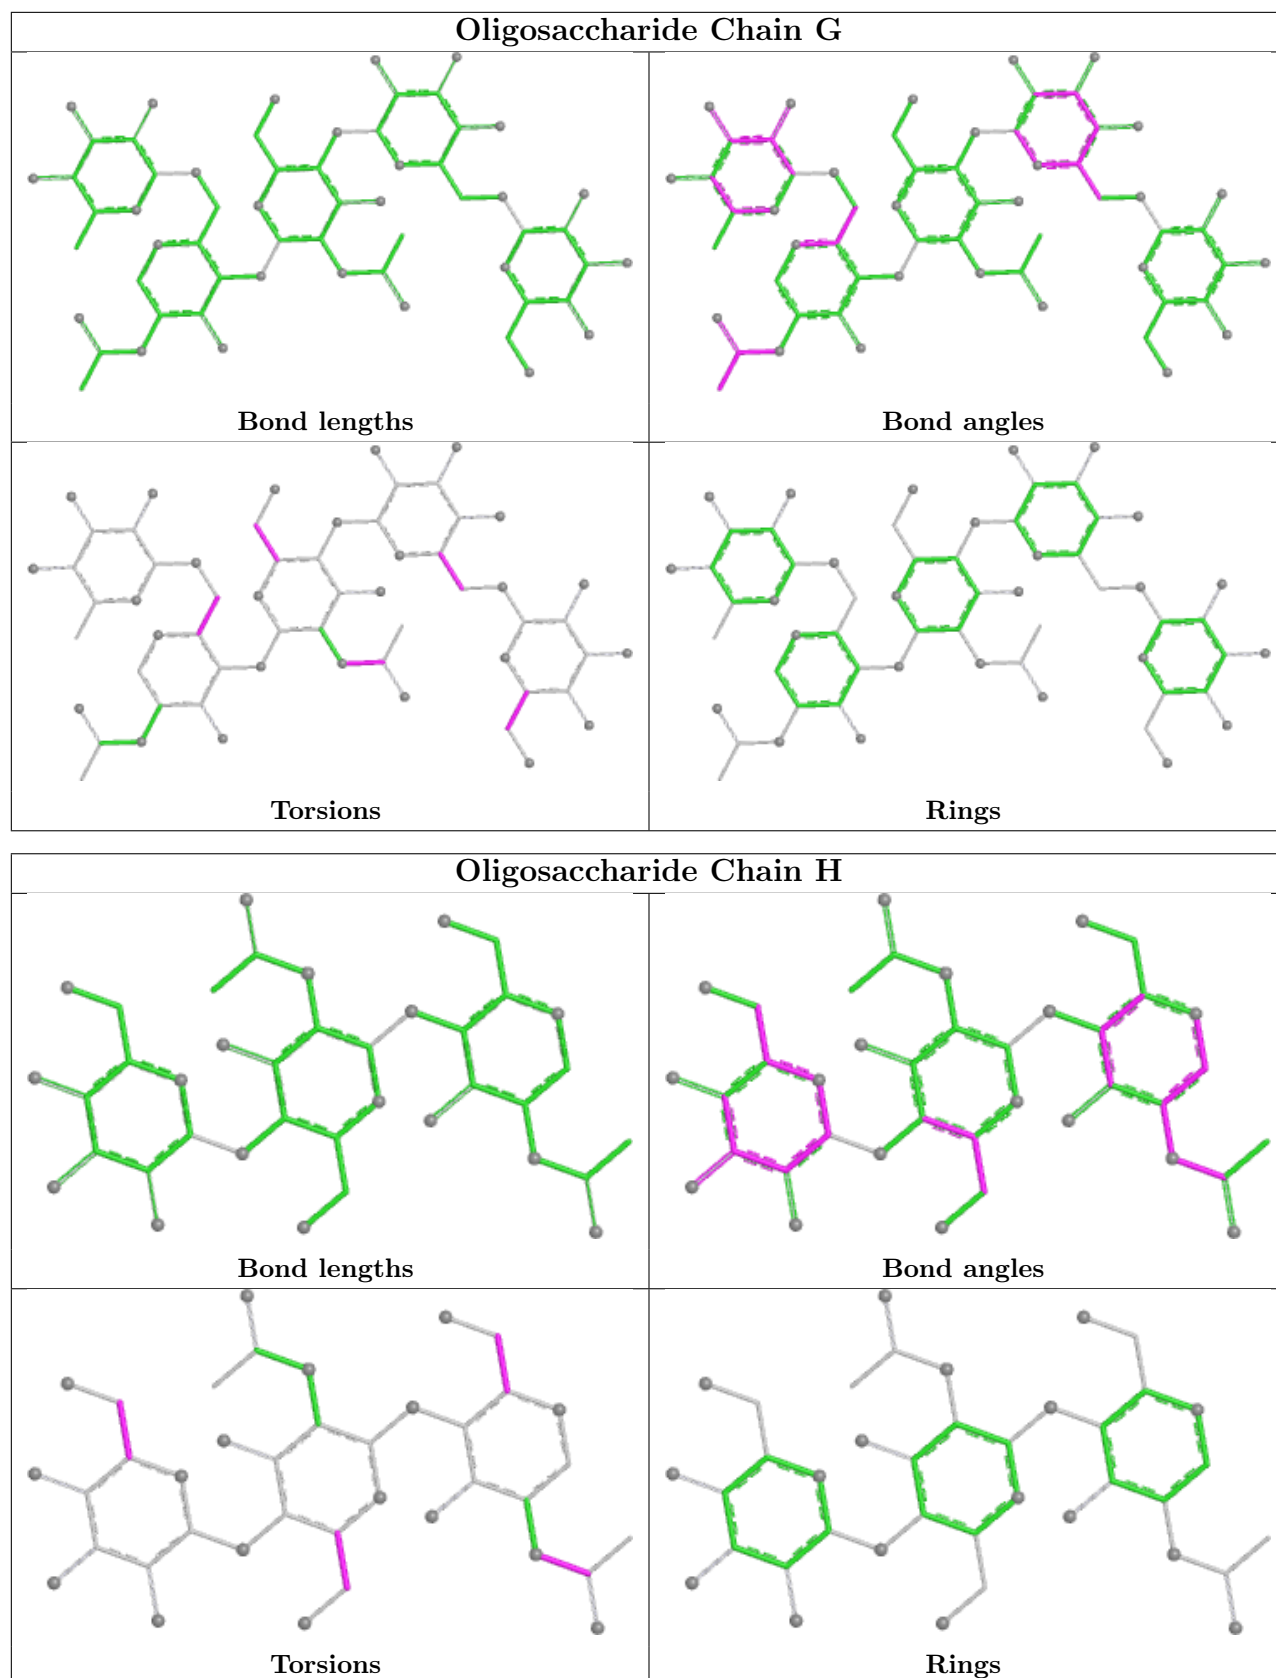 Oligosaccharide Chain G
Bond lengths
Bond angles
Torsions
Rings
Oligosaccharide Chain H
Bond lengths
Bond angles
Torsions
Rings